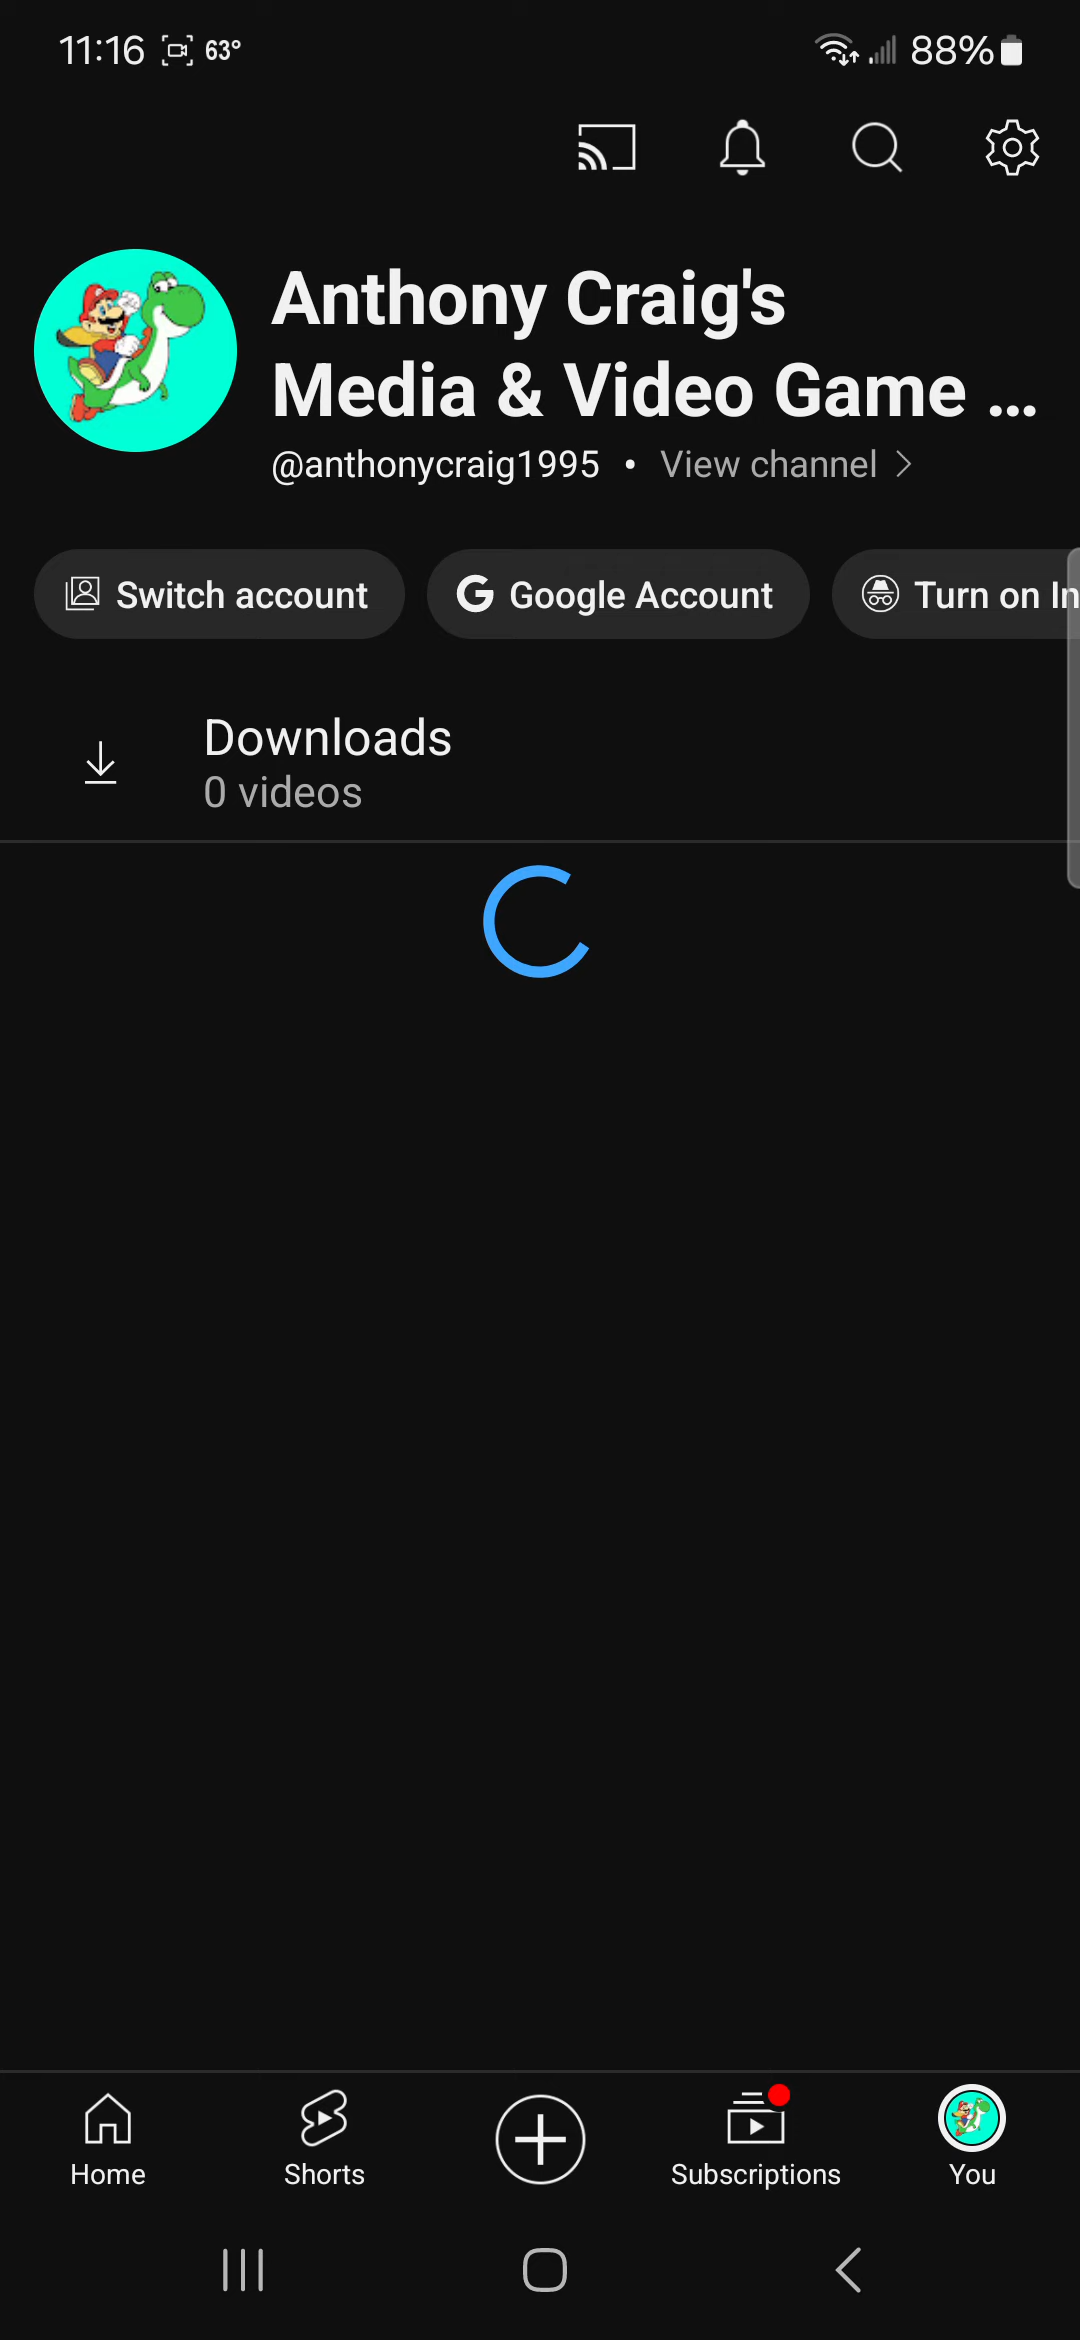 11:16 63° 88%
Anthony Craig's
Media & Video Game ...
@anthonycraig1995 • View channel
Switch account Google Account Turn on In
Downloads
0 videos
Home Shorts Subscriptions You